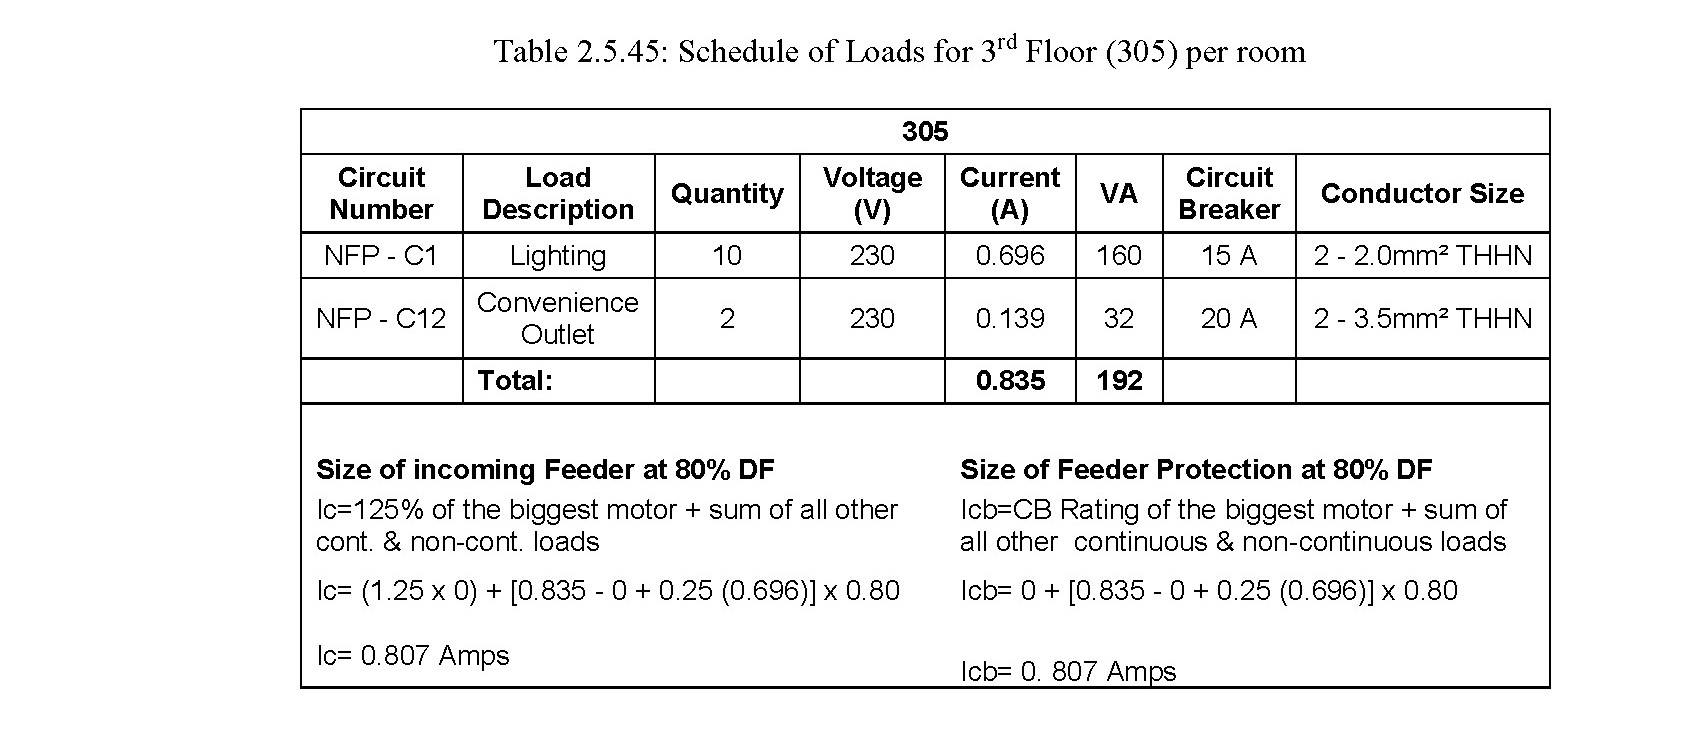 Table 2.5.45: Schedule of Loads for 3rd Floor (305) per room
305
Circuit Number Load Description Quantity Voltage (V) Current (A) VA Circuit Breaker Conductor Size
NFP - C1 Lighting 10 230 0.696 160 15 A 2 - 2.0mm² THHN
NFP - C12 Convenience Outlet 2 230 0.139 32 20 A 2 - 3.5mm² THHN
Total: 0.835 192
Size of incoming Feeder at 80% DF
Ic=125% of the biggest motor + sum of all other
cont. & non-cont. loads
Ic= (1.25 x 0) + [0.835 - 0 + 0.25 (0.696)] x 0.80
Ic= 0.807 Amps
Size of Feeder Protection at 80% DF
Icb=CB Rating of the biggest motor + sum of
all other continuous & non-continuous loads
Icb= 0 + [0.835 - 0 + 0.25 (0.696)] x 0.80
Icb= 0. 807 Amps